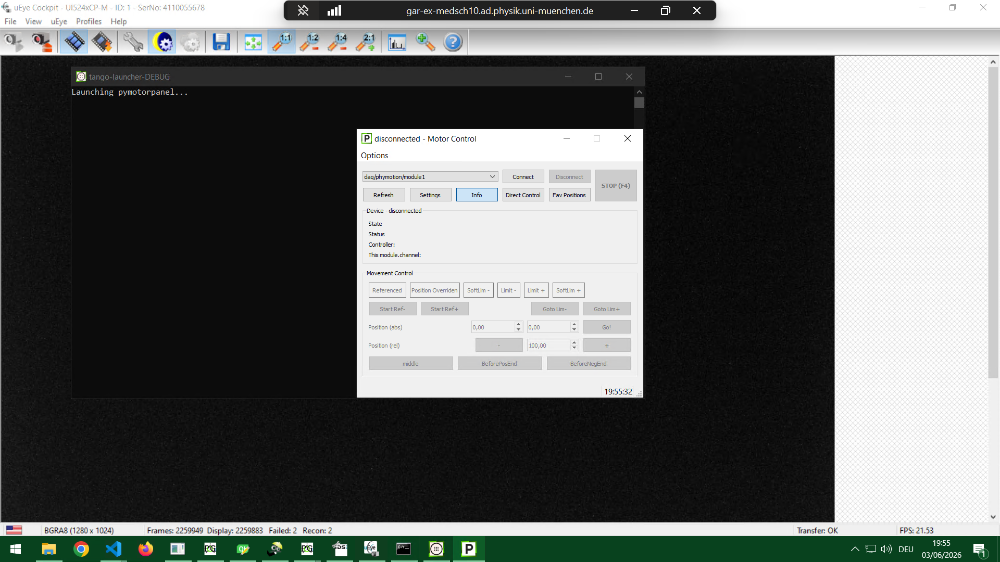 uEye Cockpit - UI524xCP-M - ID: 1 - SerNo: 4110055678
gar-ex-medsch10.ad.physik.uni-muenchen.de
File View uEye Profiles Help
1:1 1:2 1:4 2:1
tango-launcher-DEBUG
Launching pymotorpanel...
P disconnected - Motor Control
Options
daq/phymotion/module1 Connect Disconnect STOP (F4)
Refresh Settings Info Direct Control Fav Positions
Device - disconnected
State
Status
Controller:
This module.channel:
Movement Control
Referenced Position Overriden SoftLim - Limit - Limit + SoftLim +
Start Ref- Start Ref+ Goto Lim- Goto Lim+
Position (abs) 0,00 0,00 Go!
Position (rel) - 100,00 +
middle BeforePosEnd BeforeNegEnd
19:55:32
BGRA8 (1280 x 1024) Frames: 2259949 Display: 2259883 Failed: 2 Recon: 2 Transfer: OK FPS: 21.53
PG PG IDS uEye C:\ P DEU 19:55
03/06/2026 1